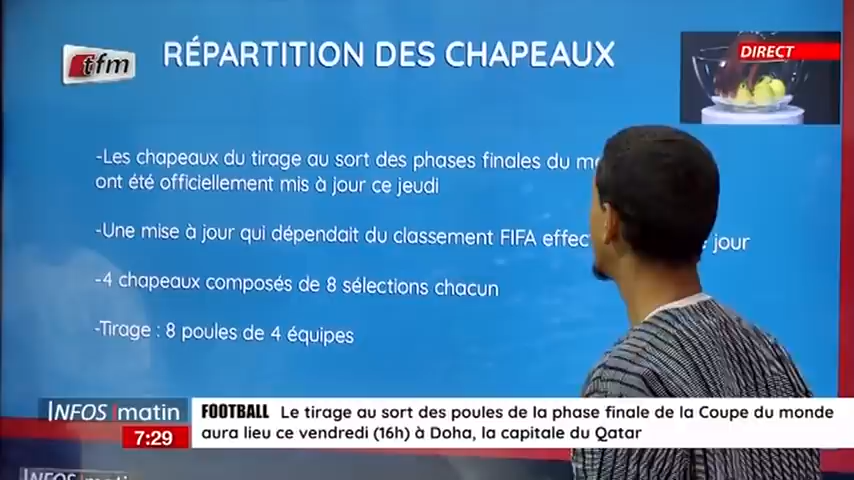 tfm
RÉPARTITION DES CHAPEAUX
DIRECT
-Les chapeaux du tirage au sort des phases finales du
ont été officiellement mis à jour ce jeudi
-Une mise à jour qui dépendait du classement FIFA jour
-4 chapeaux composés de 8 sélections chacun
-Tirage : 8 poules de 4 équipes
INFOS matin
7:29
FOOTBALL Le tirage au sort des poules de la phase finale de la Coupe du monde
aura lieu ce vendredi (16h) à Doha, la capitale du Qatar
INFOS matin